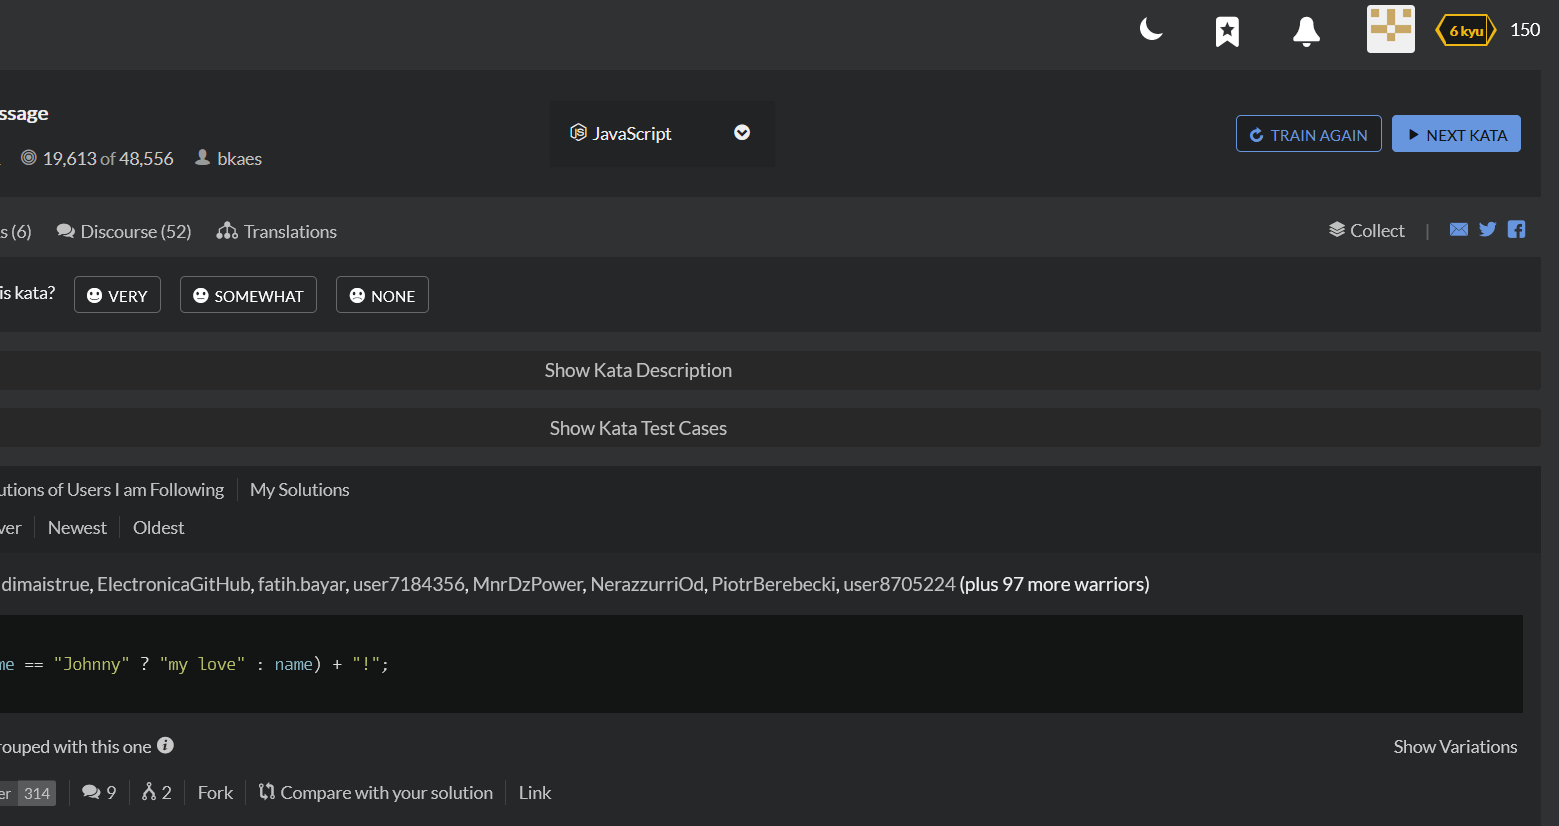 6 kyu 150
ssage
JavaScript
TRAIN AGAIN NEXT KATA
19,613 of 48,556 bkaes
s (6) Discourse (52) Translations Collect |
is kata? VERY SOMEWHAT NONE
Show Kata Description
Show Kata Test Cases
utions of Users I am Following My Solutions
ver Newest Oldest
dimaistrue, ElectronicaGitHub, fatih.bayar, user7184356, MnrDzPower, NerazzurriOd, PiotrBerebecki, user8705224 (plus 97 more warriors)
me == "Johnny" ? "my love" : name) + "!";
rouped with this one Show Variations
er 314 9 2 Fork Compare with your solution Link